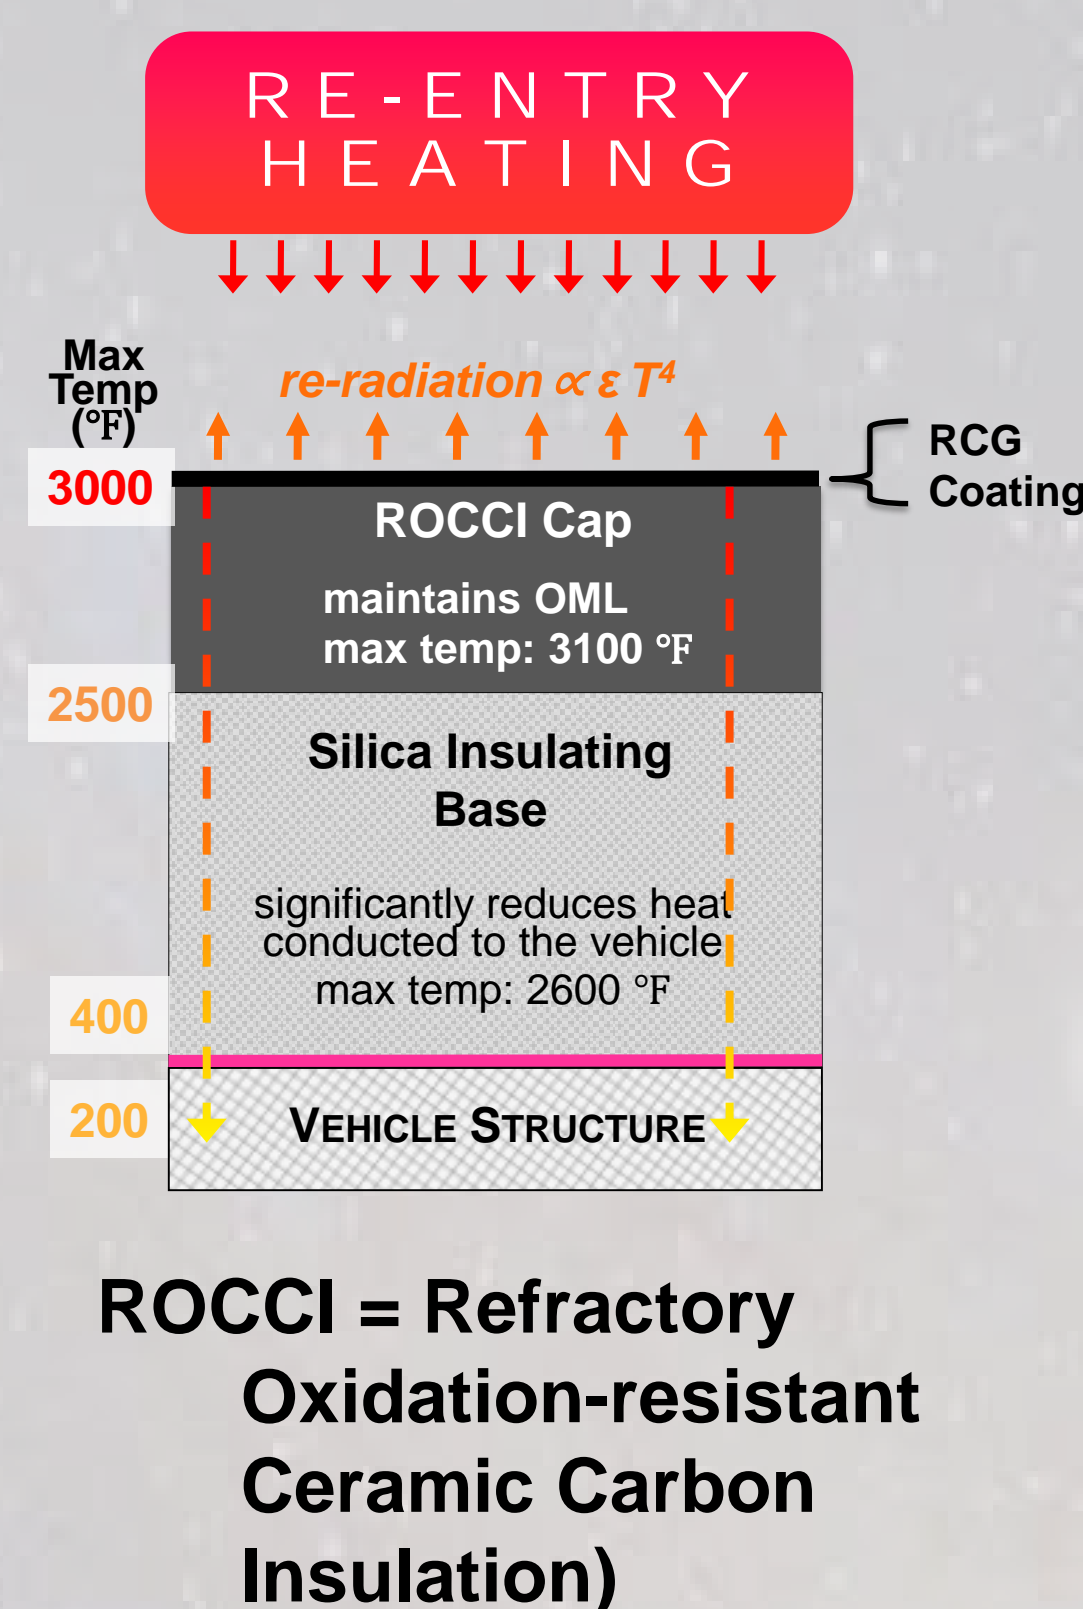 RE-ENTRY
HEATING
Max
Temp
(°F)
re-radiation ∝ ε T⁴
RCG
Coating
3000
ROCCI Cap
maintains OML
max temp: 3100 °F
2500
Silica Insulating
Base
significantly reduces heat
conducted to the vehicle
max temp: 2600 °F
400
200
VEHICLE STRUCTURE
ROCCI = Refractory
Oxidation-resistant
Ceramic Carbon
Insulation)